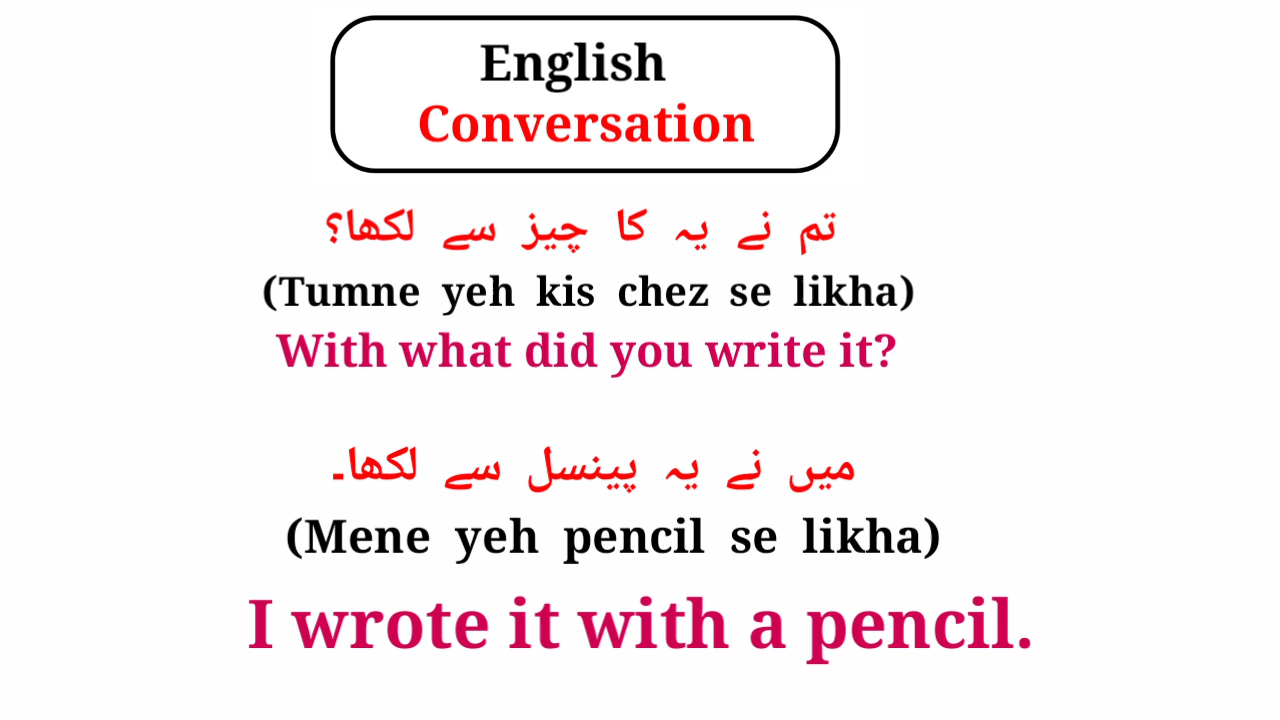 English
Conversation
تم نے یہ کا چیز سے لکھا؟
(Tumne yeh kis chez se likha)
With what did you write it?
میں نے یہ پینسل سے لکھا۔
(Mene yeh pencil se likha)
I wrote it with a pencil.